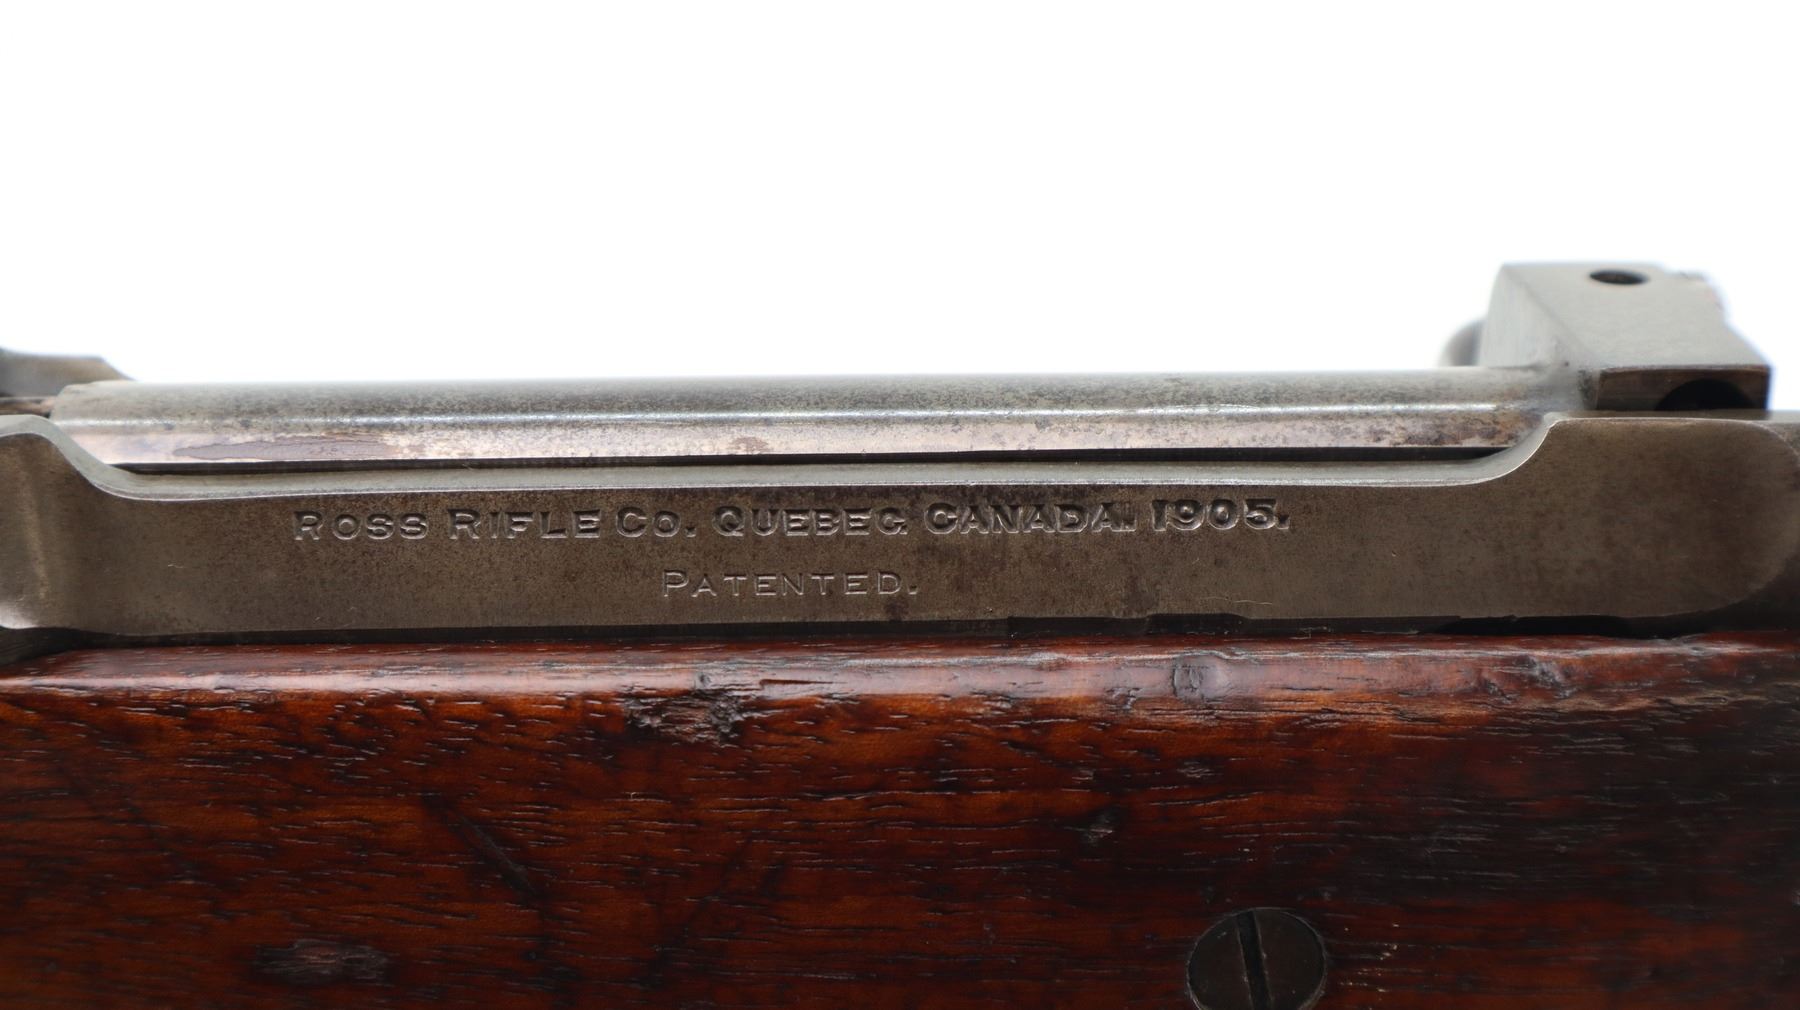 ROSS RIFLE CO. QUEBEC CANADA. 1905.
PATENTED.